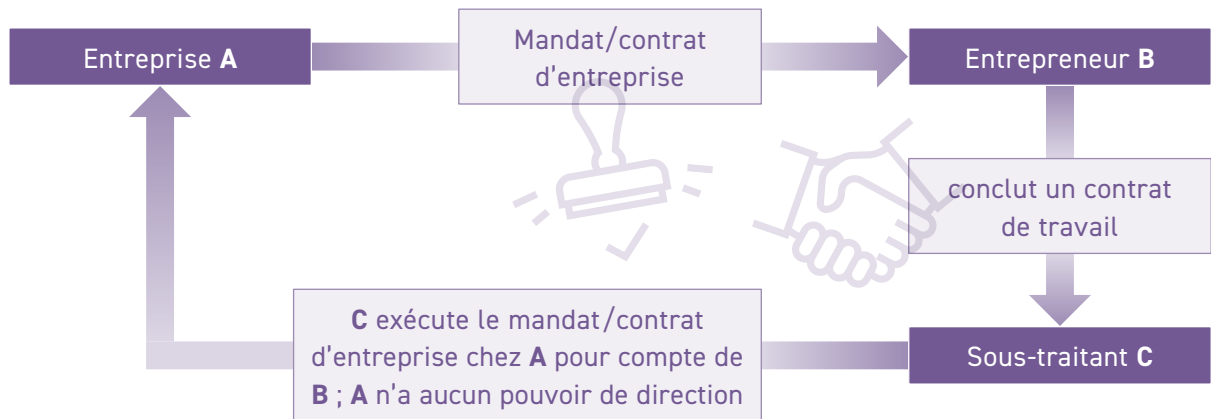 Entreprise A
Mandat/contrat
d'entreprise
Entrepreneur B
conclut un contrat
de travail
Sous-traitant C
C exécute le mandat/contrat
d'entreprise chez A pour compte de
B ; A n'a aucun pouvoir de direction